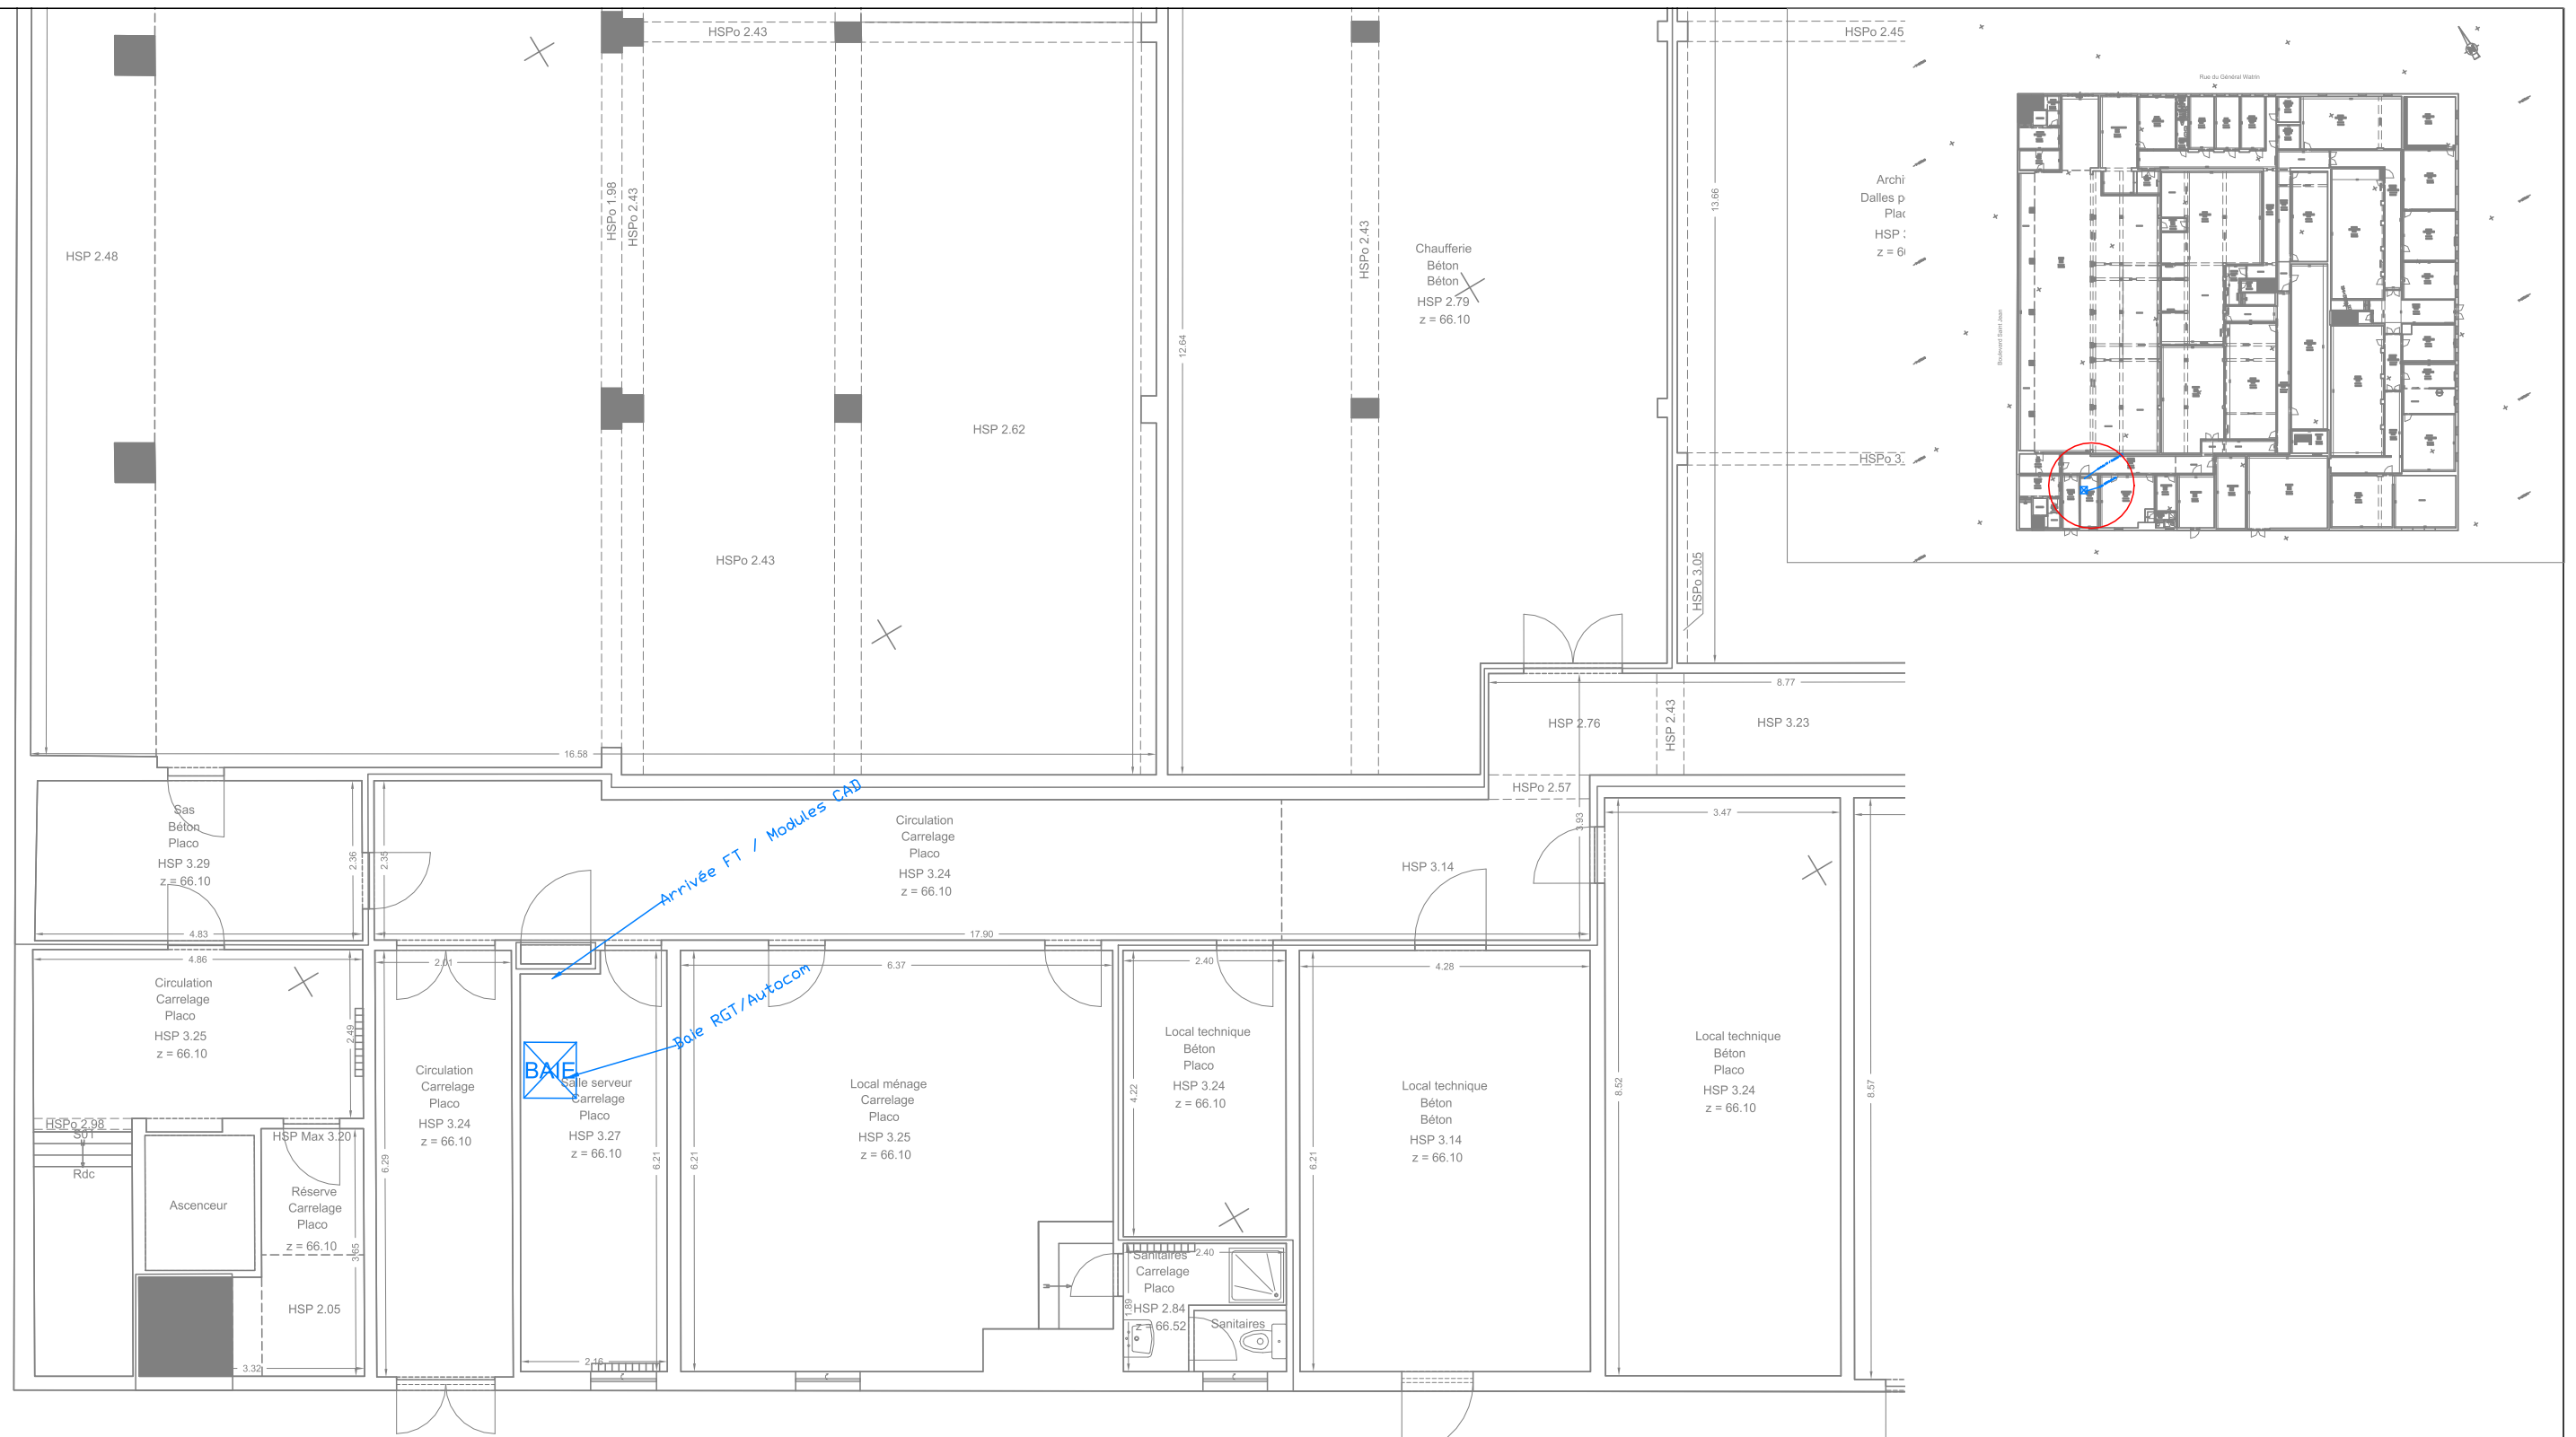 HSPo 2.43
HSPo 2.45
Rue du Général Watrin
Boulevard Saint Jean
HSP 2.48
HSPo 1.98
HSPo 2.43
HSPo 2.43
Chaufferie
Béton
Béton
HSP 2.79
z = 66.10
13.66
12.64
HSP 2.62
HSPo 2.43
HSPo 3.05
HSPo 3.
8.77
HSP 2.76
HSP 2.43
HSP 3.23
HSPo 2.57
16.58
Arrivée FT / Modules CAD
Sas
Béton
Placo
HSP 3.29
z = 66.10
2.36
2.35
4.83
Circulation
Carrelage
Placo
HSP 3.24
z = 66.10
HSP 3.14
3.93
17.90
3.47
4.86
Circulation
Carrelage
Placo
HSP 3.25
z = 66.10
2.49
2.01
6.37
Baie RGT/Autocom
2.40
4.28
BAIE
Circulation
Carrelage
Placo
HSP 3.24
z = 66.10
6.29
Salle serveur
Carrelage
Placo
HSP 3.27
z = 66.10
6.21
2.16
6.21
Local ménage
Carrelage
Placo
HSP 3.25
z = 66.10
Local technique
Béton
Placo
HSP 3.24
z = 66.10
4.22
Local technique
Béton
Béton
HSP 3.14
z = 66.10
6.21
Local technique
Béton
Placo
HSP 3.24
z = 66.10
8.52
8.57
HSPo 2.98
S01
Rdc
HSP Max 3.20
Ascenceur
Réserve
Carrelage
Placo
z = 66.10
3.65
HSP 2.05
3.32
Sanitaires
2.40
Carrelage
Placo
HSP 2.84
z = 66.52
1.89
Sanitaires